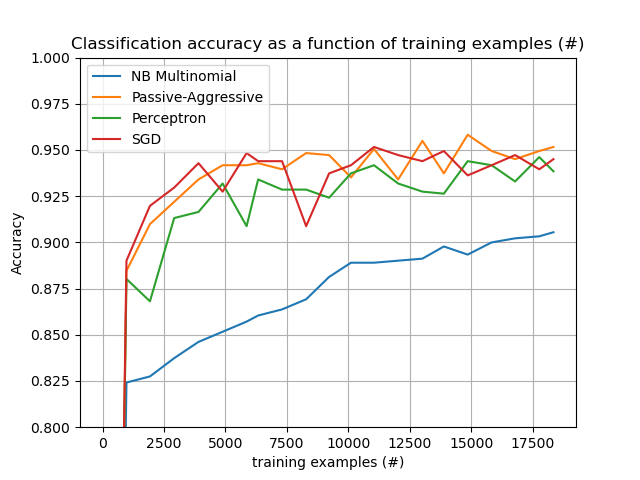 Classification accuracy as a function of training examples (#)
1.000
0.975
0.950
0.925
0.900
0.875
0.850
0.825
0.800
Accuracy
NB Multinomial
Passive-Aggressive
Perceptron
SGD
0 2500 5000 7500 10000 12500 15000 17500
training examples (#)